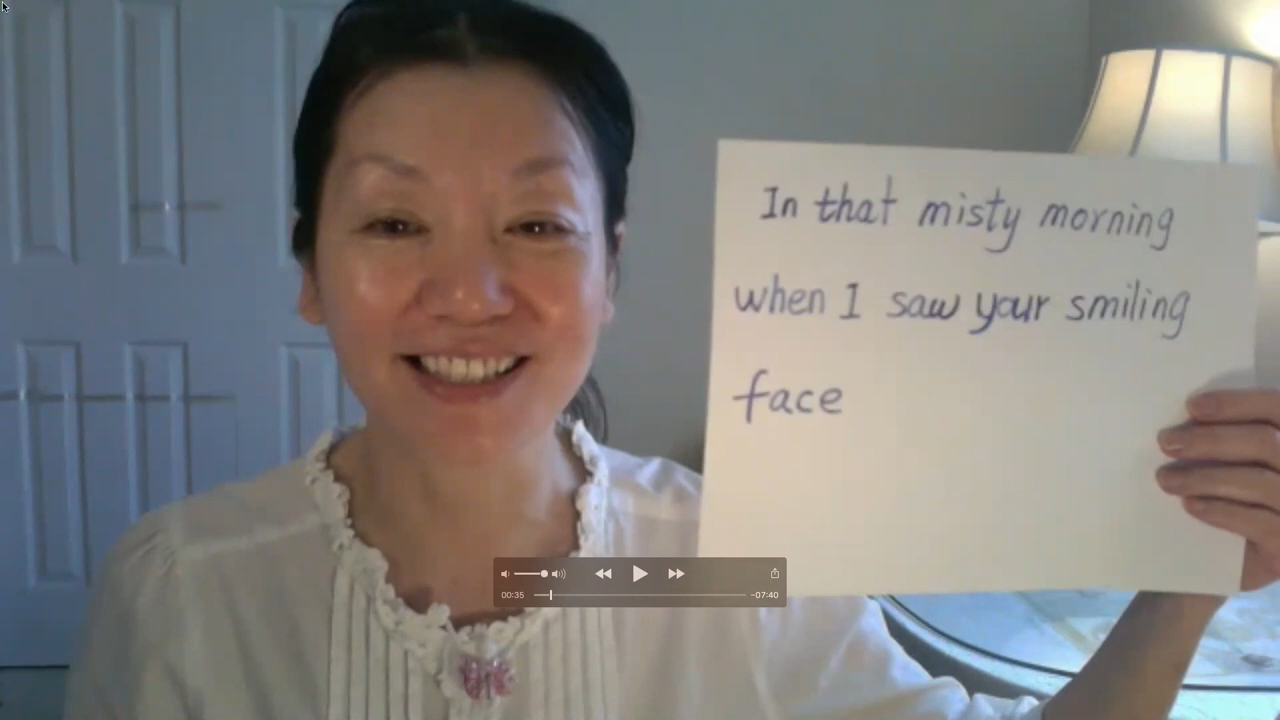 In that misty morning
when I saw your smiling
face
00:35
-07:40